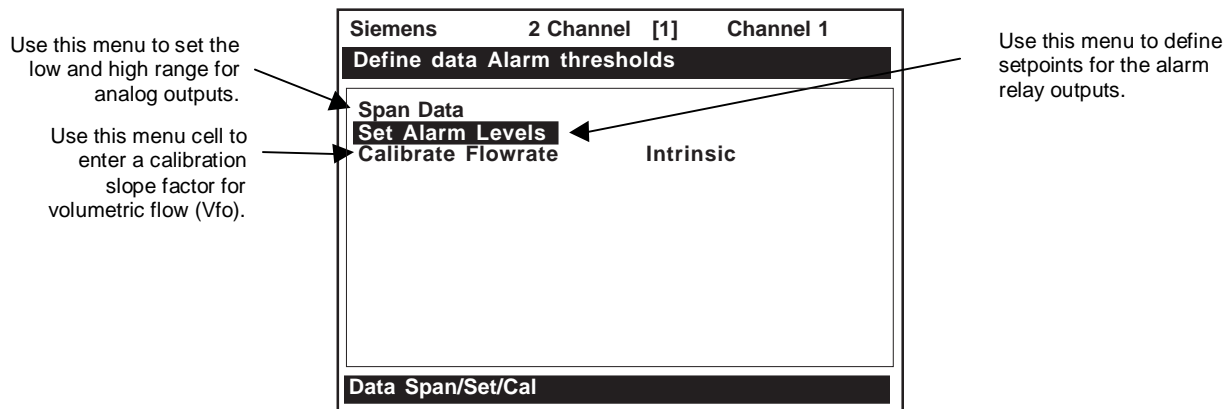 Use this menu to set the
low and high range for
analog outputs.
Use this menu cell to
enter a calibration
slope factor for
volumetric flow (Vfo).
Siemens 2 Channel [1] Channel 1
Define data Alarm thresholds
Span Data
Set Alarm Levels
Calibrate Flowrate Intrinsic
Data Span/Set/Cal
Use this menu to define
setpoints for the alarm
relay outputs.